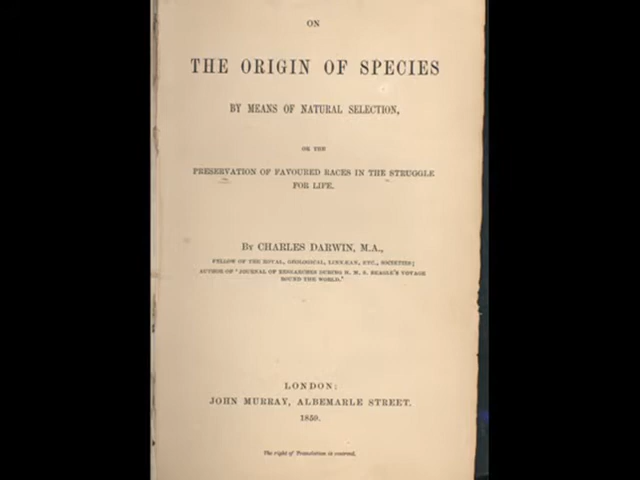 ON
THE ORIGIN OF SPECIES
BY MEANS OF NATURAL SELECTION,
OR THE
PRESERVATION OF FAVOURED RACES IN THE STRUGGLE
FOR LIFE.
By CHARLES DARWIN, M.A.,
FELLOW OF THE ROYAL, GEOLOGICAL, LINNÆAN, ETC., SOCIETIES;
AUTHOR OF 'JOURNAL OF RESEARCHES DURING H. M. S. BEAGLE'S VOYAGE
ROUND THE WORLD.'
LONDON:
JOHN MURRAY, ALBEMARLE STREET.
1859.
The right of Translation is reserved.